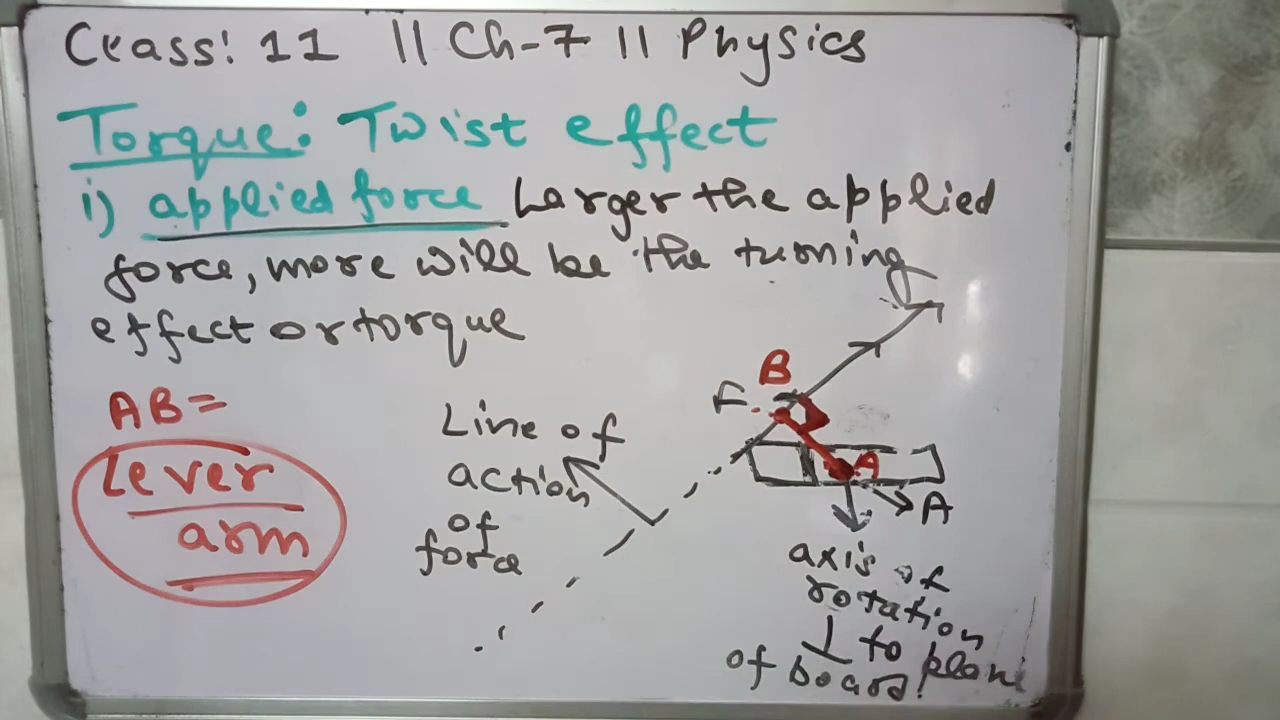 Class: 11 || Ch-7 || Physics
Torque: Twist effect
i) applied force Larger the applied
force, more will be the turning
effect or torque
AB=
Lever
arm
Line of
action
of
force
B
F
A
A
axis of
rotation
⊥ to plane
of board.